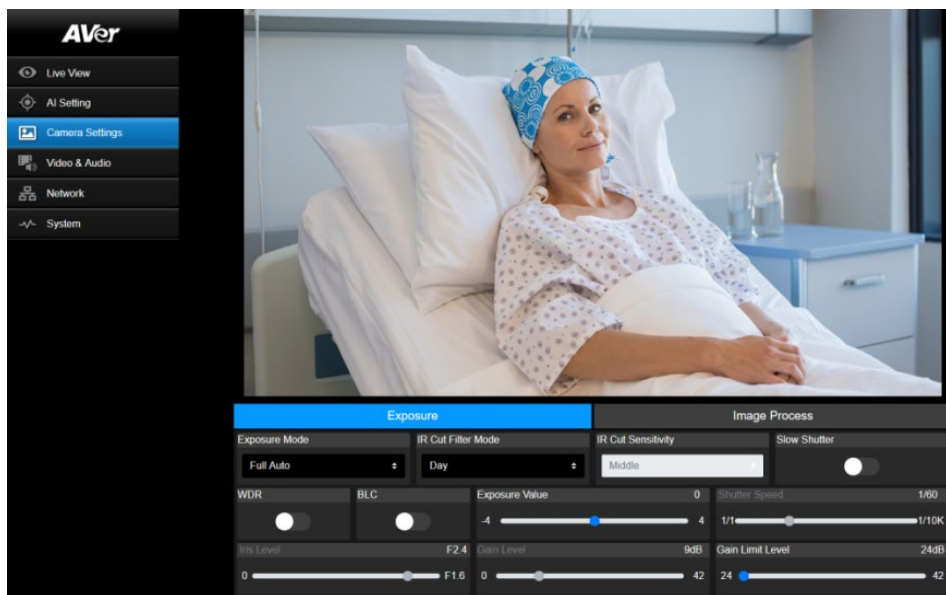 AVer
Live View
AI Setting
Camera Settings
Video & Audio
Network
System
Exposure Image Process
Exposure Mode IR Cut Filter Mode IR Cut Sensitivity Slow Shutter
Full Auto Day Middle
WDR BLC Exposure Value 0 Shutter Speed 1/60
-4 4 1/1 1/10K
Iris Level F2.4 Gain Level 9dB Gain Limit Level 24dB
0 F1.6 0 42 24 42